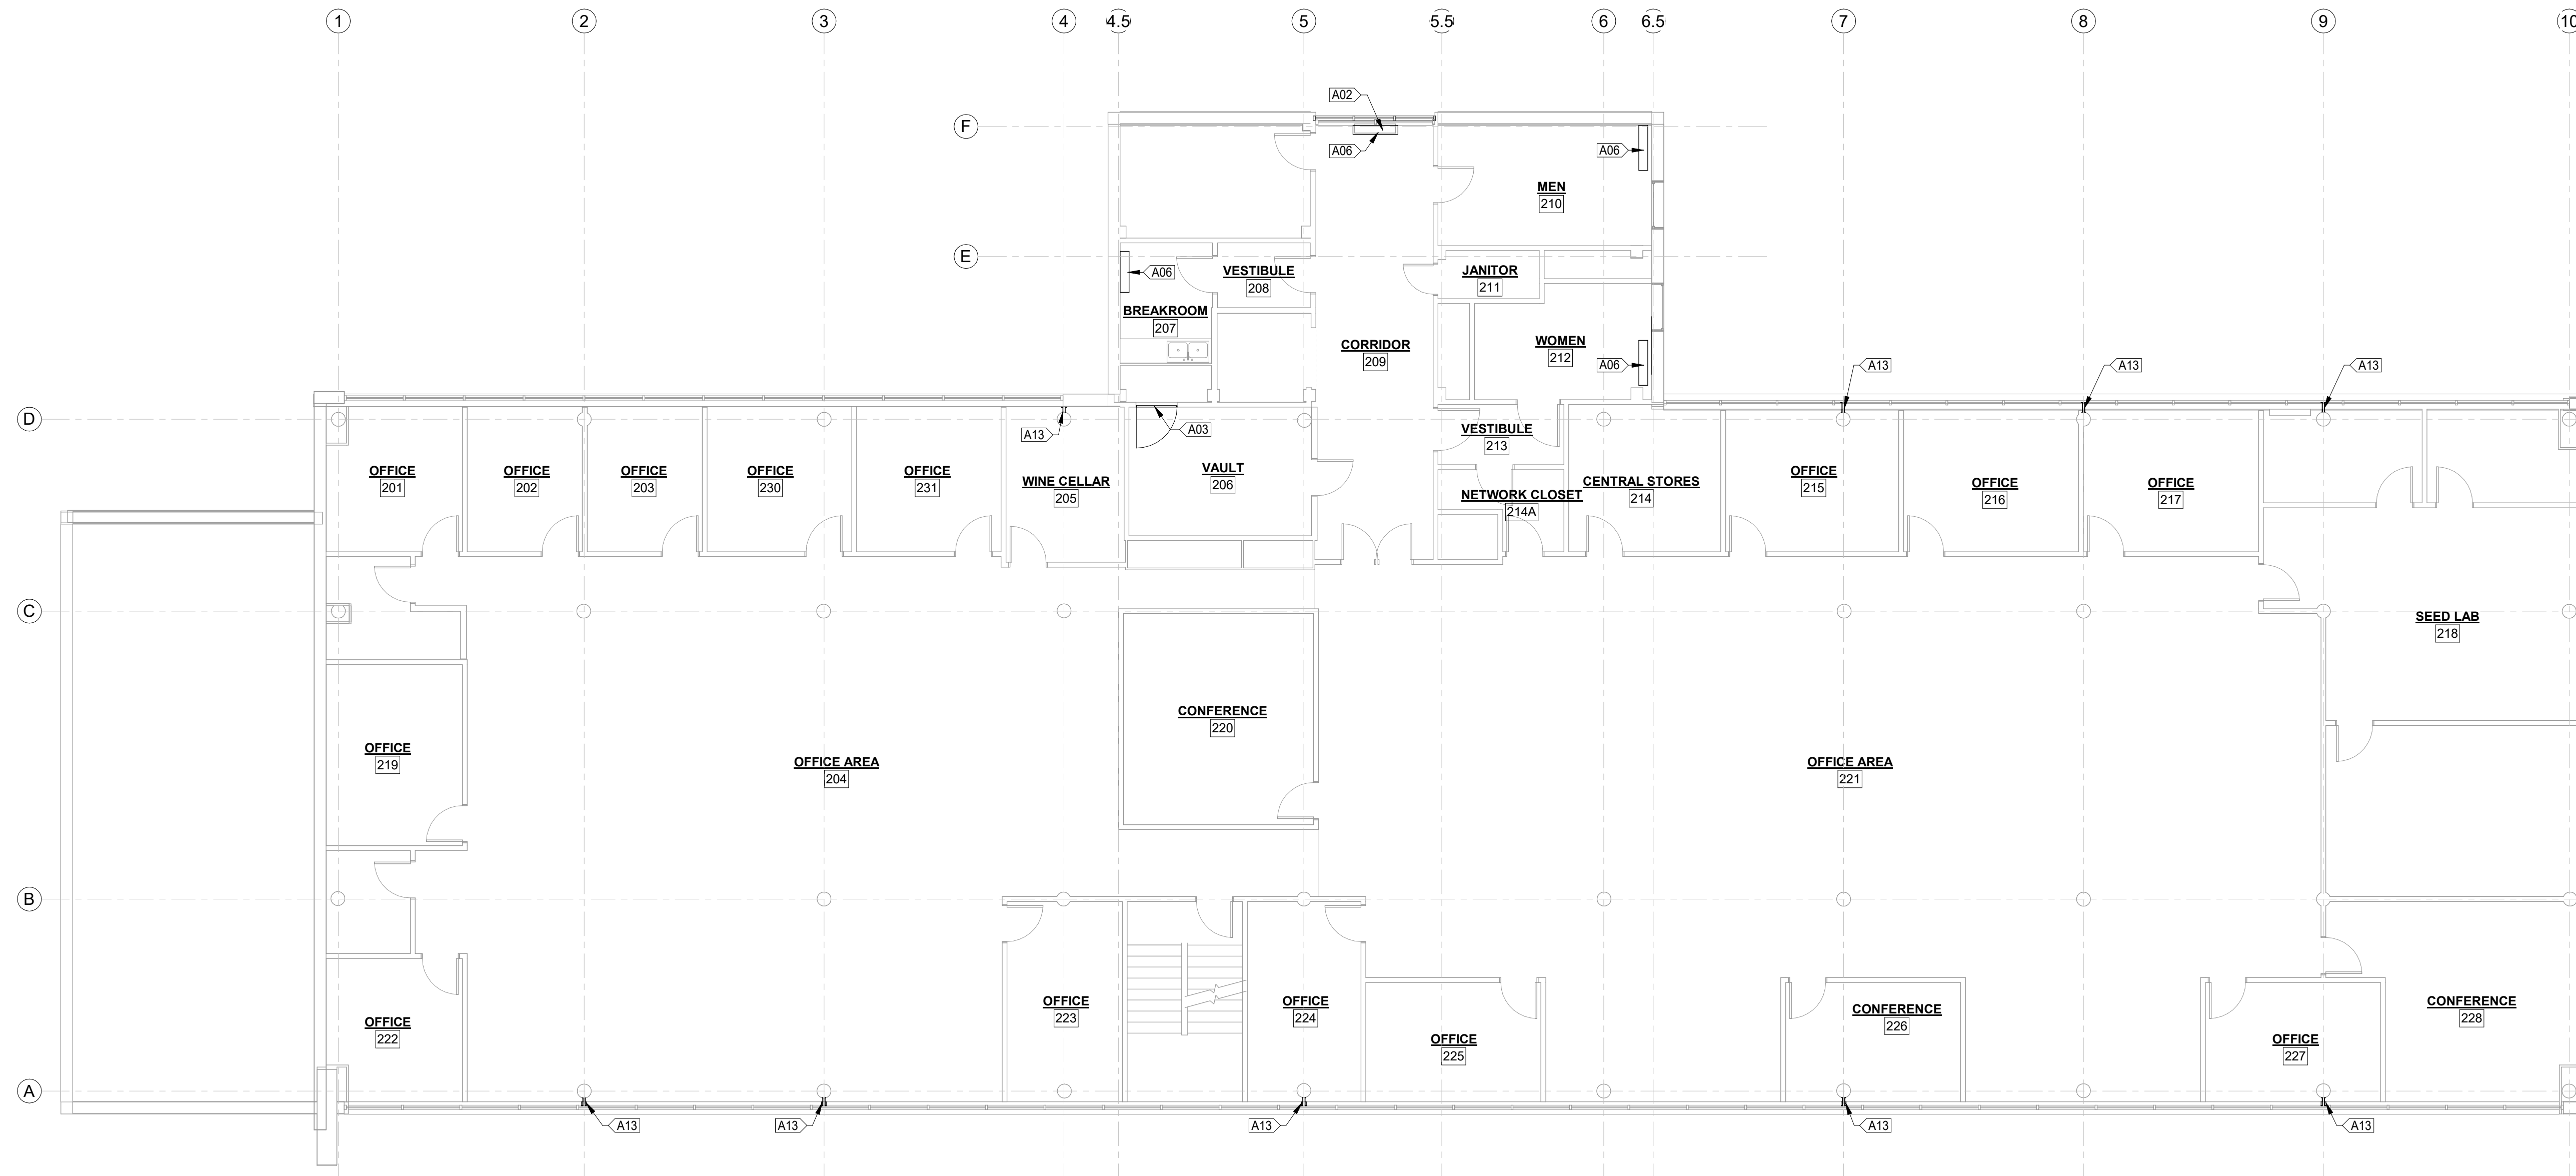 1
2
3
4
4.5
5
5.5
6
6.5
7
8
9
10
A02
F
A06
A06
MEN
210
E
A06
VESTIBULE
208
JANITOR
211
BREAKROOM
207
CORRIDOR
209
WOMEN
212
A06
A13
A13
A13
D
A13
A03
VESTIBULE
213
OFFICE
201
OFFICE
202
OFFICE
203
OFFICE
230
OFFICE
231
WINE CELLAR
205
VAULT
206
NETWORK CLOSET
214A
CENTRAL STORES
214
OFFICE
215
OFFICE
216
OFFICE
217
C
SEED LAB
218
CONFERENCE
220
OFFICE
219
OFFICE AREA
204
OFFICE AREA
221
B
OFFICE
222
OFFICE
223
OFFICE
224
OFFICE
225
CONFERENCE
226
OFFICE
227
CONFERENCE
228
A
A13
A13
A13
A13
A13